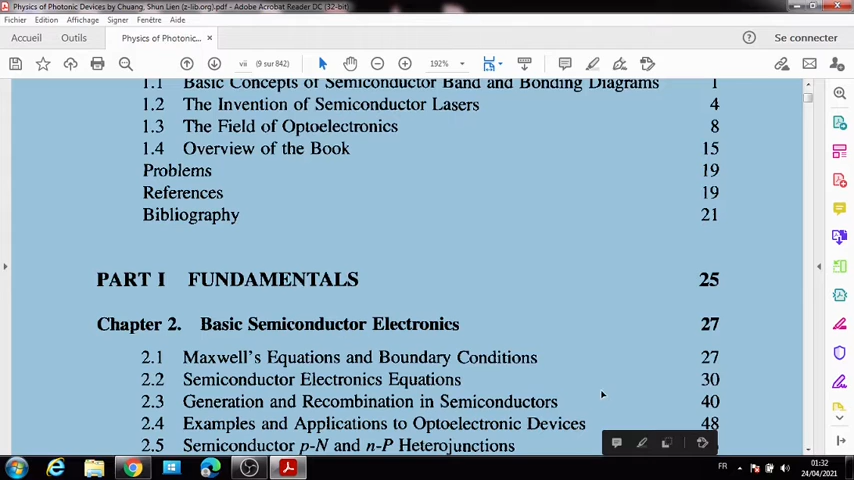 Physics of Photonic Devices by Chuang, Shun Lien (z-lib.org).pdf - Adobe Acrobat Reader DC (32-bit)
Fichier Edition Affichage Signer Fenêtre Aide
Accueil Outils Physics of Photonic... × Se connecter
vii (9 sur 842) 192%
1.1 Basic Concepts of Semiconductor Band and Bonding Diagrams 1
1.2 The Invention of Semiconductor Lasers 4
1.3 The Field of Optoelectronics 8
1.4 Overview of the Book 15
Problems 19
References 19
Bibliography 21
PART I FUNDAMENTALS 25
Chapter 2. Basic Semiconductor Electronics 27
2.1 Maxwell's Equations and Boundary Conditions 27
2.2 Semiconductor Electronics Equations 30
2.3 Generation and Recombination in Semiconductors 40
2.4 Examples and Applications to Optoelectronic Devices 48
2.5 Semiconductor p-N and n-P Heterojunctions
FR 01:32
24/04/2021